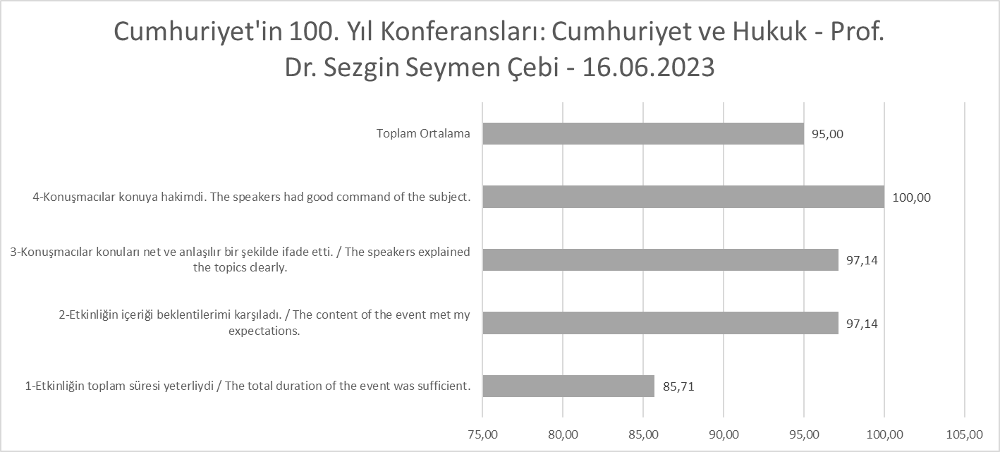 Cumhuriyet'in 100. Yıl Konferansları: Cumhuriyet ve Hukuk - Prof.
Dr. Sezgin Seymen Çebi - 16.06.2023
Toplam Ortalama
95,00
4-Konuşmacılar konuya hakimdi. The speakers had good command of the subject.
100,00
3-Konuşmacılar konuları net ve anlaşılır bir şekilde ifade etti. / The speakers explained
the topics clearly.
97,14
2-Etkinliğin içeriği beklentilerimi karşıladı. / The content of the event met my
expectations.
97,14
1-Etkinliğin toplam süresi yeterliydi / The total duration of the event was sufficient.
85,71
75,00 80,00 85,00 90,00 95,00 100,00 105,00